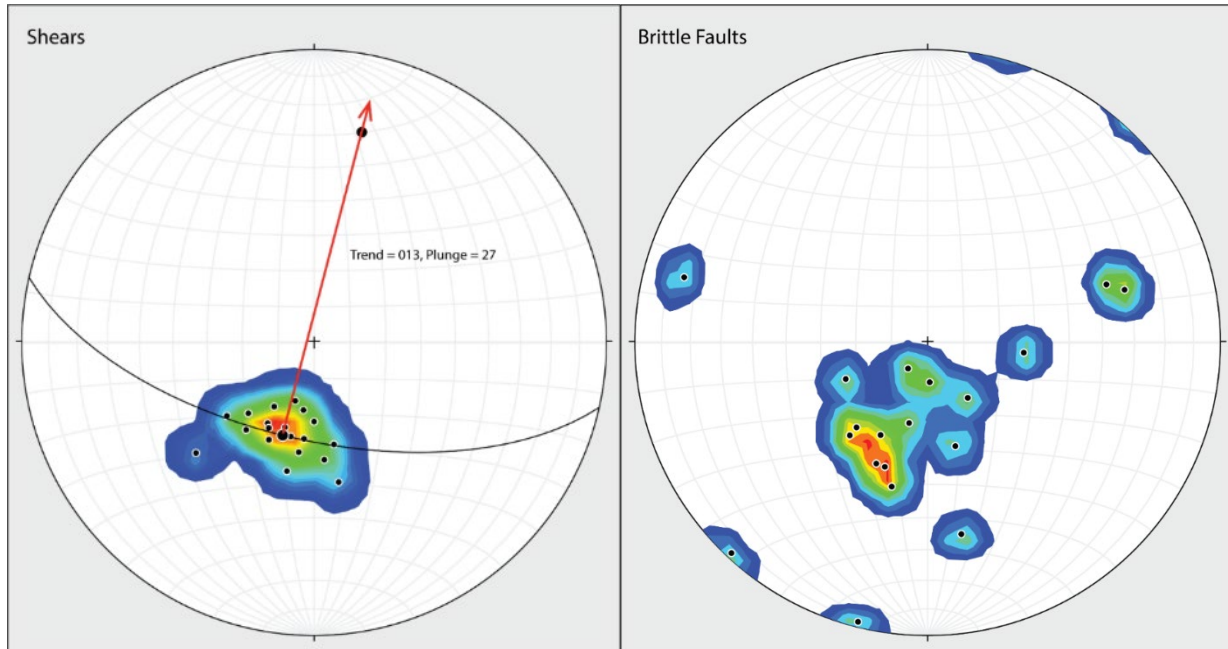 Shears
Brittle Faults
Trend = 013, Plunge = 27